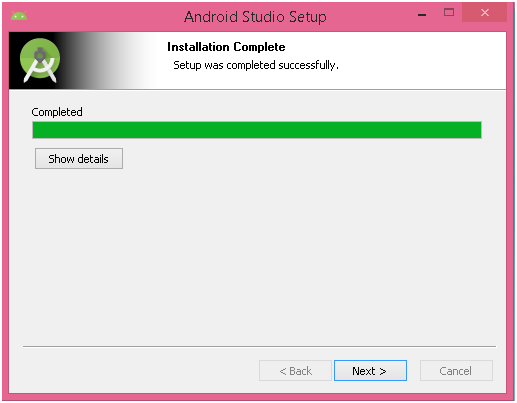 Android Studio Setup
Installation Complete
Setup was completed successfully.
Completed
Show details
< Back
Next >
Cancel